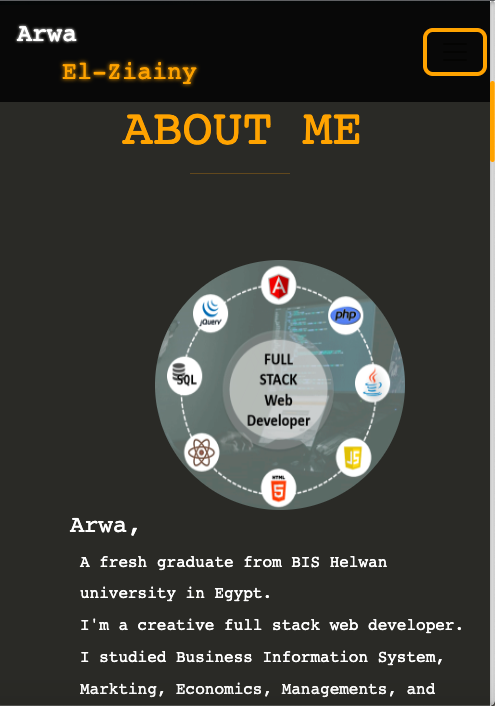 Arwa
El-Ziainy
ABOUT ME
jQuery
php
SQL
FULL
STACK
Web
Developer
JS
HTML
5
Arwa,
A fresh graduate from BIS Helwan
university in Egypt.
I'm a creative full stack web developer.
I studied Business Information System,
Markting, Economics, Managements, and